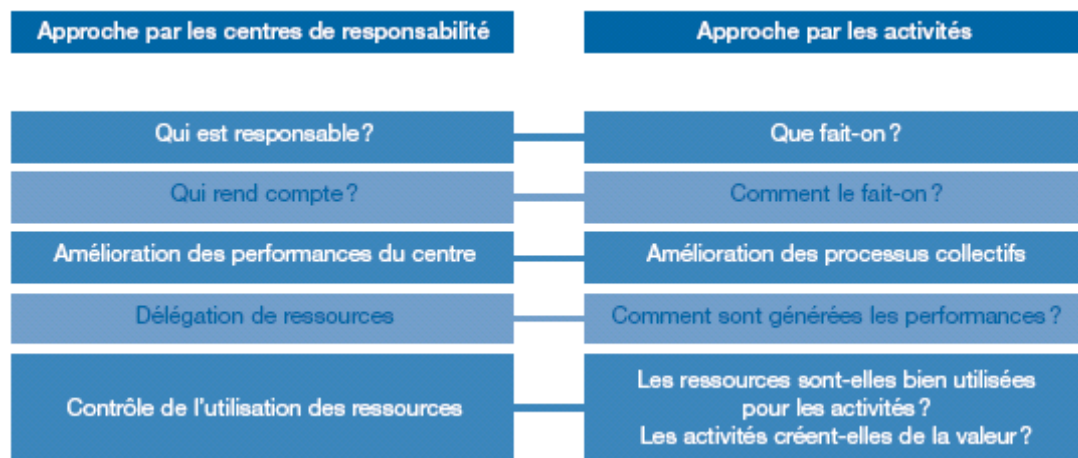 Approche par les centres de responsabilité
Approche par les activités
Qui est responsable ?
Que fait-on ?
Qui rend compte ?
Comment le fait-on ?
Amélioration des performances du centre
Amélioration des processus collectifs
Délégation de ressources
Comment sont générées les performances ?
Contrôle de l'utilisation des ressources
Les ressources sont-elles bien utilisées
pour les activités ?
Les activités créent-elles de la valeur ?